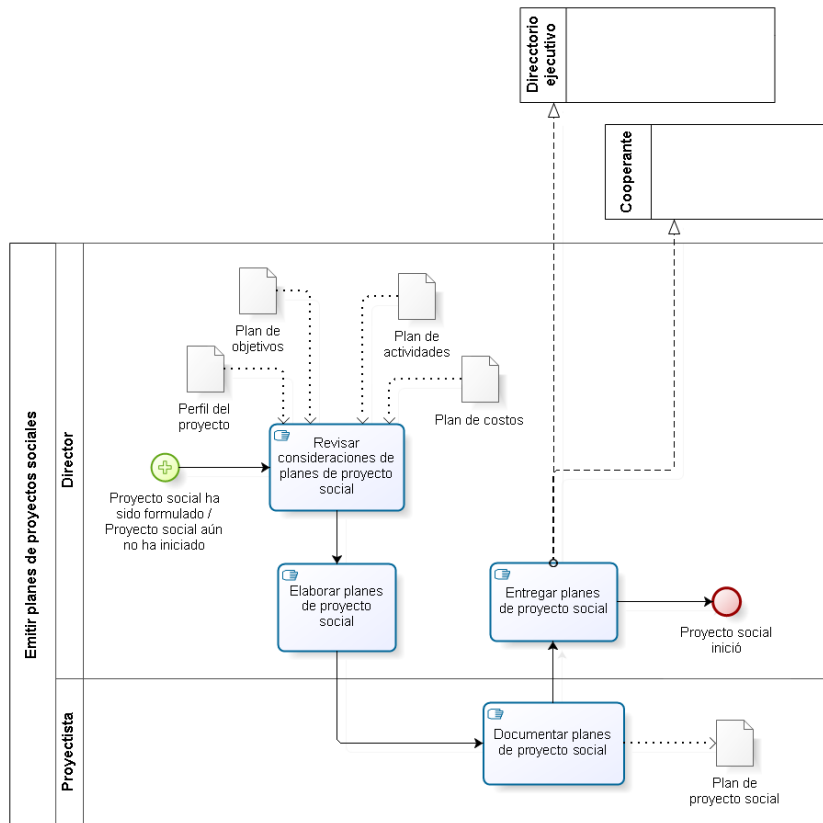 Direcctorio
ejecutivo
Cooperante
Emitir planes de proyectos sociales
Director
Plan de
objetivos
Plan de
actividades
Perfil del
proyecto
Plan de costos
Revisar
consideraciones de
planes de proyecto
social
Proyecto social ha
sido formulado /
Proyecto social aún
no ha iniciado
Elaborar planes
de proyecto
social
Entregar planes
de proyecto social
Proyecto social
inició
Proyectista
Documentar planes
de proyecto social
Plan de
proyecto social